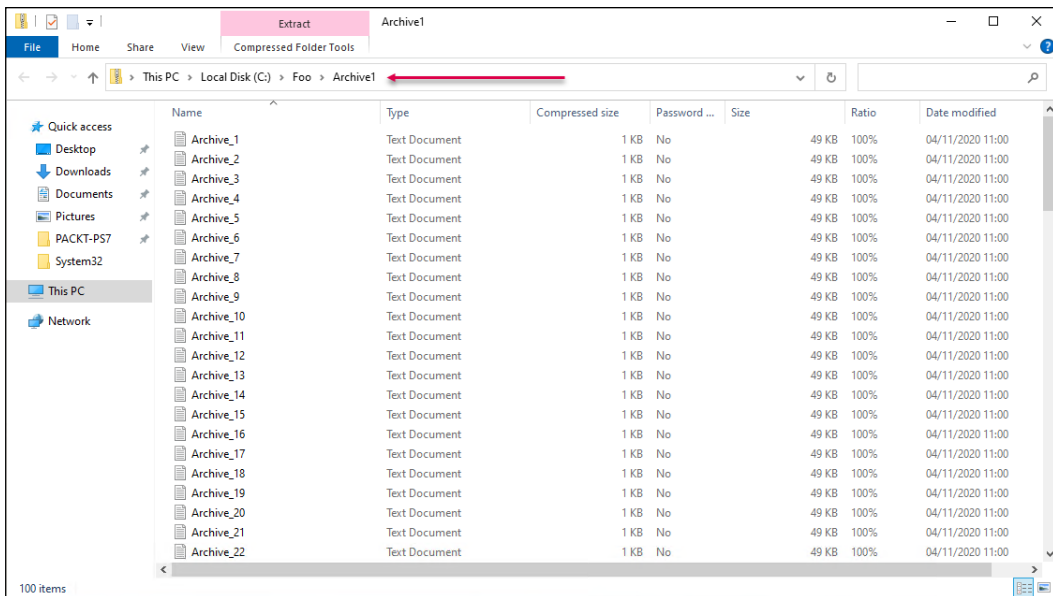 Extract Archive1
File Home Share View Compressed Folder Tools
This PC > Local Disk (C:) > Foo > Archive1
Name Type Compressed size Password ... Size Ratio Date modified
Quick access
Desktop
Downloads
Documents
Pictures
PACKT-PS7
System32
This PC
Network
Archive_1 Text Document 1 KB No 49 KB 100% 04/11/2020 11:00
Archive_2 Text Document 1 KB No 49 KB 100% 04/11/2020 11:00
Archive_3 Text Document 1 KB No 49 KB 100% 04/11/2020 11:00
Archive_4 Text Document 1 KB No 49 KB 100% 04/11/2020 11:00
Archive_5 Text Document 1 KB No 49 KB 100% 04/11/2020 11:00
Archive_6 Text Document 1 KB No 49 KB 100% 04/11/2020 11:00
Archive_7 Text Document 1 KB No 49 KB 100% 04/11/2020 11:00
Archive_8 Text Document 1 KB No 49 KB 100% 04/11/2020 11:00
Archive_9 Text Document 1 KB No 49 KB 100% 04/11/2020 11:00
Archive_10 Text Document 1 KB No 49 KB 100% 04/11/2020 11:00
Archive_11 Text Document 1 KB No 49 KB 100% 04/11/2020 11:00
Archive_12 Text Document 1 KB No 49 KB 100% 04/11/2020 11:00
Archive_13 Text Document 1 KB No 49 KB 100% 04/11/2020 11:00
Archive_14 Text Document 1 KB No 49 KB 100% 04/11/2020 11:00
Archive_15 Text Document 1 KB No 49 KB 100% 04/11/2020 11:00
Archive_16 Text Document 1 KB No 49 KB 100% 04/11/2020 11:00
Archive_17 Text Document 1 KB No 49 KB 100% 04/11/2020 11:00
Archive_18 Text Document 1 KB No 49 KB 100% 04/11/2020 11:00
Archive_19 Text Document 1 KB No 49 KB 100% 04/11/2020 11:00
Archive_20 Text Document 1 KB No 49 KB 100% 04/11/2020 11:00
Archive_21 Text Document 1 KB No 49 KB 100% 04/11/2020 11:00
Archive_22 Text Document 1 KB No 49 KB 100% 04/11/2020 11:00
100 items